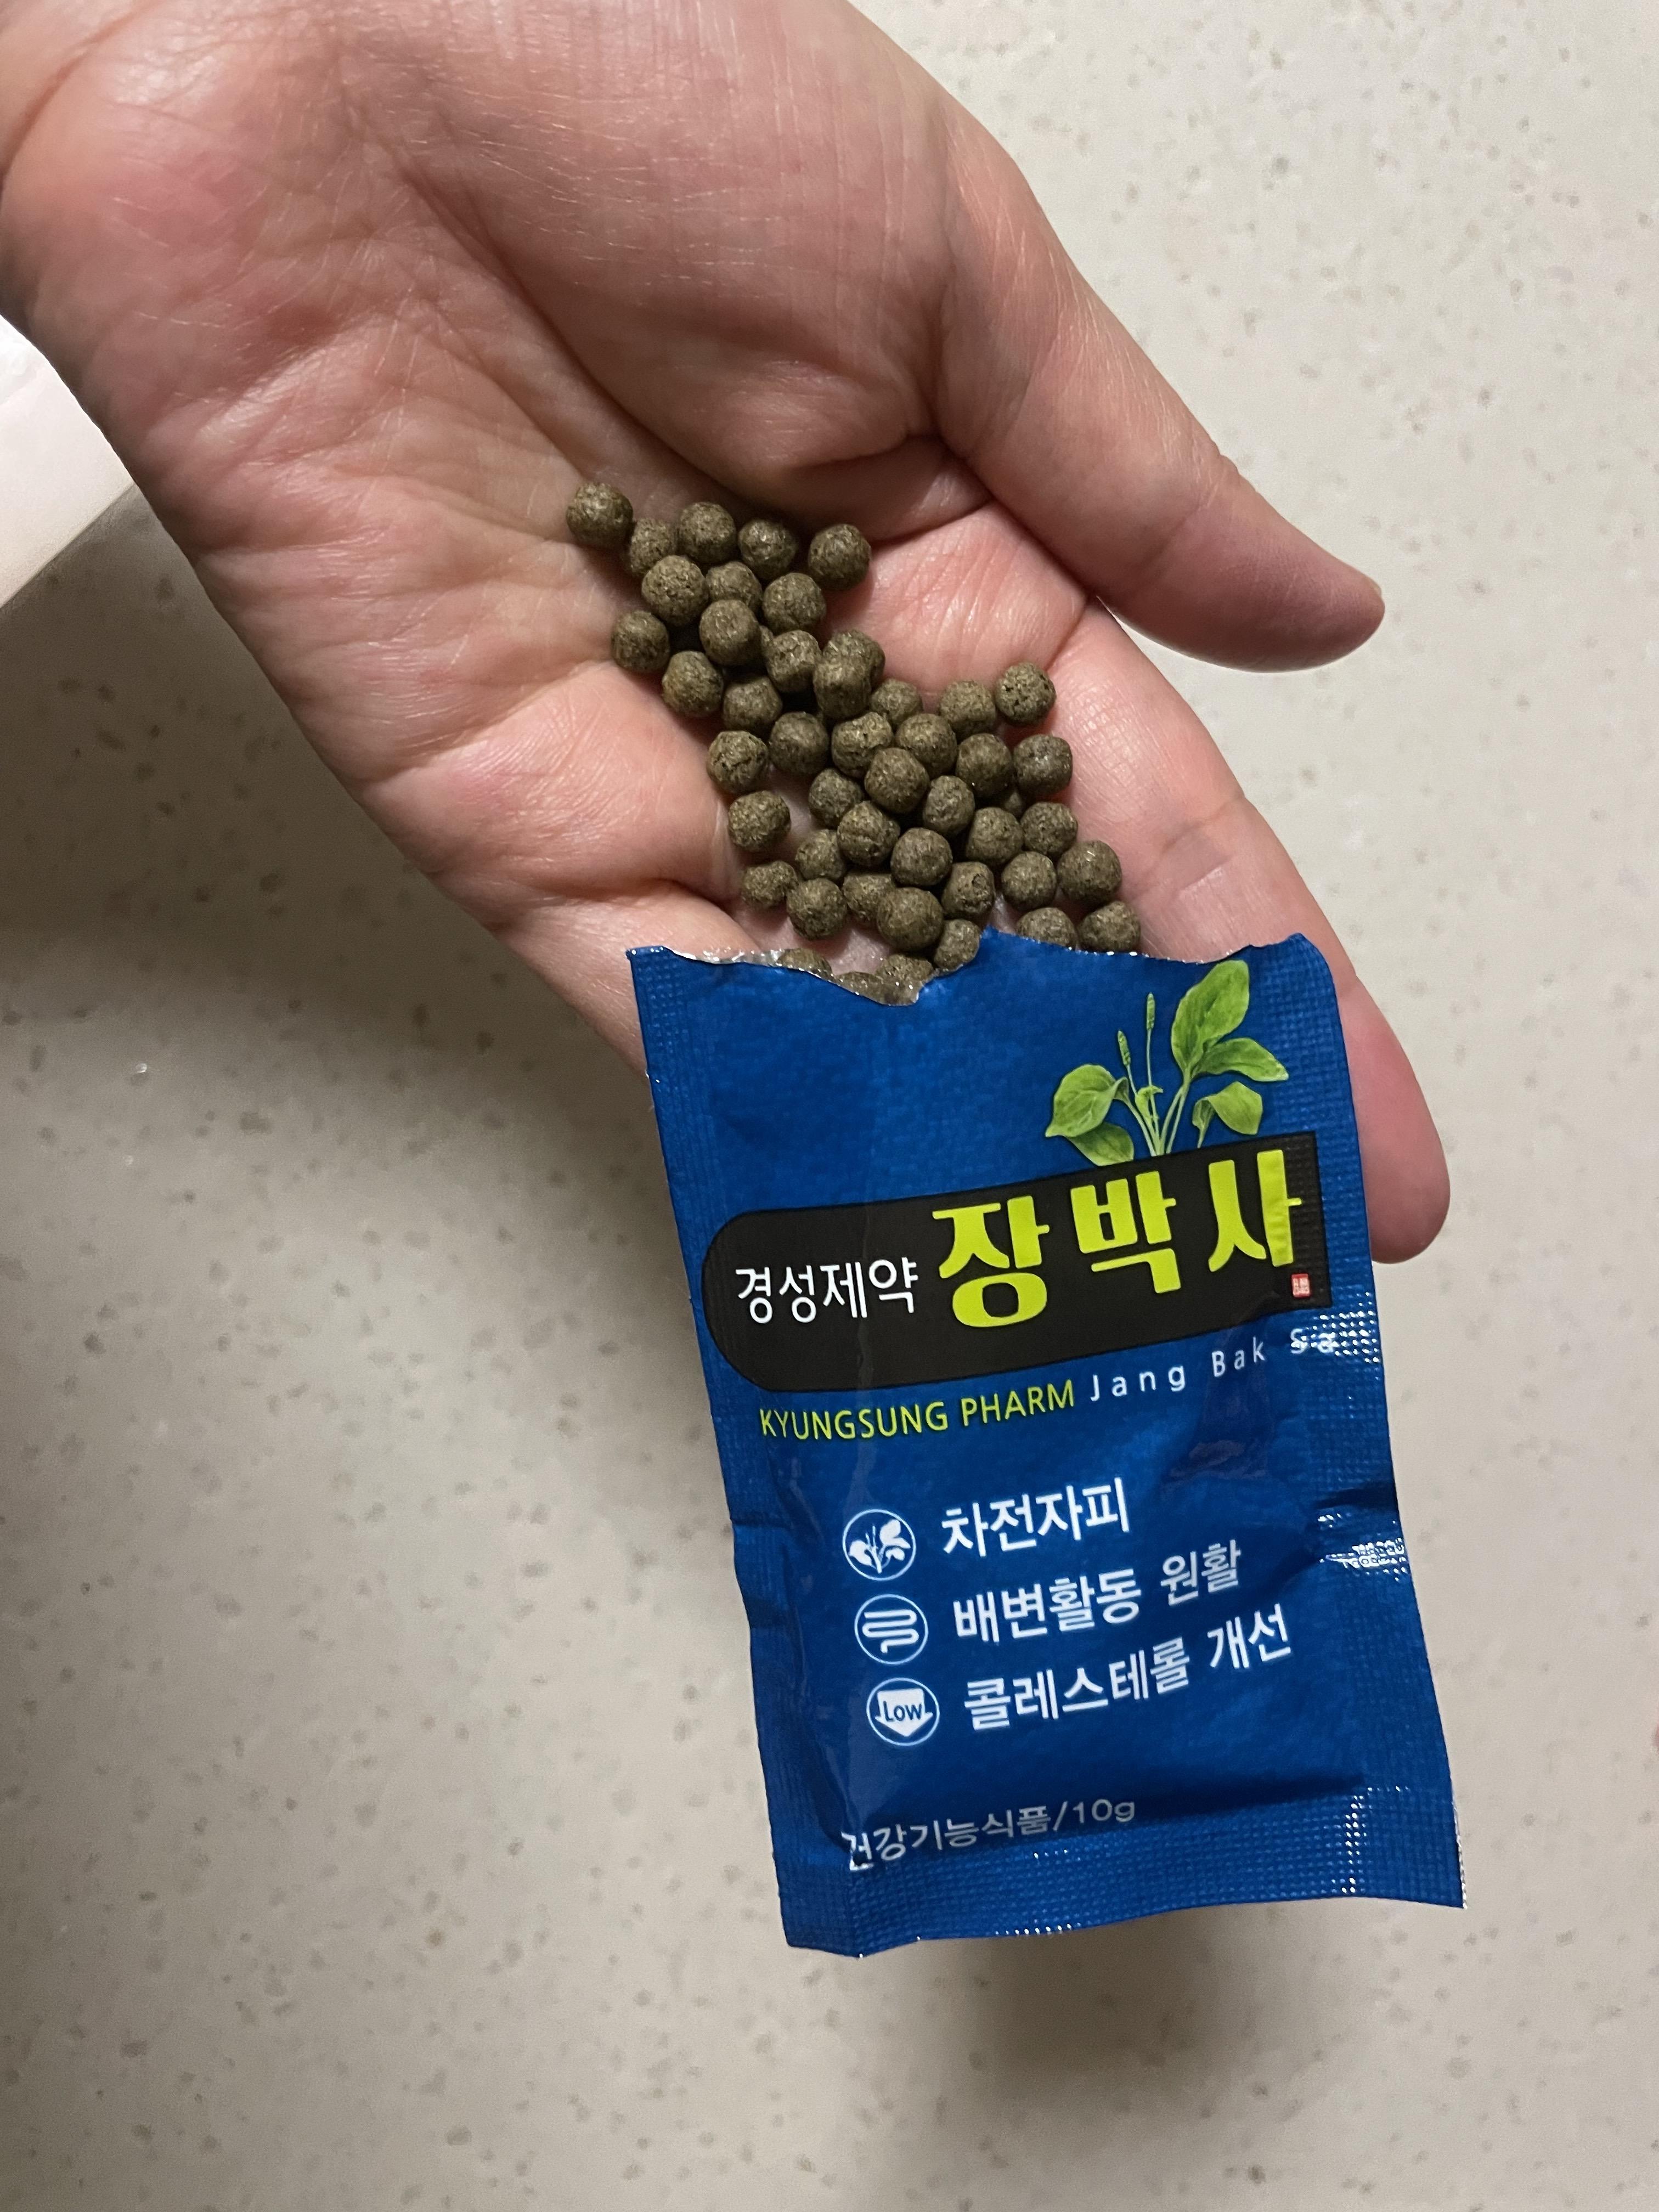 경성제약 장박사
KYUNGSUNG PHARM Jang Bak Sa
차전자피
배변활동 원활
Low 콜레스테롤 개선
건강기능식품/10g